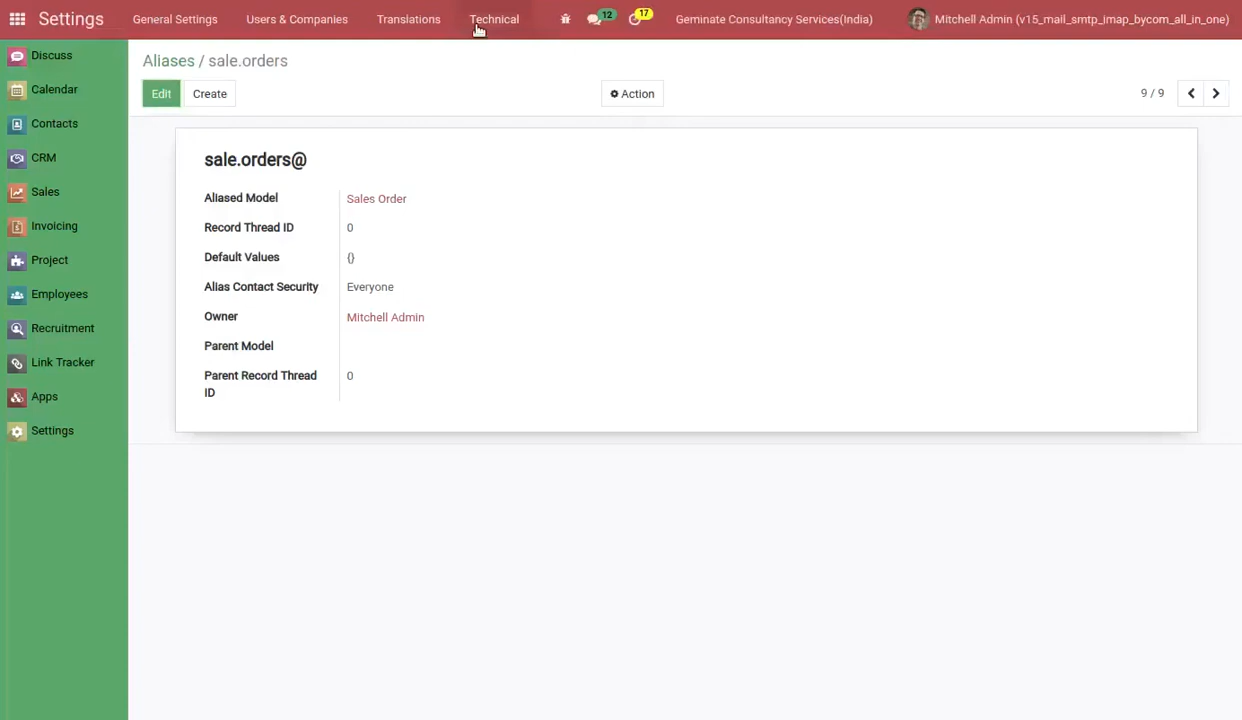 Settings General Settings Users & Companies Translations Technical 12 17 Geminate Consultancy Services(India) Mitchell Admin (v15_mail_smtp_imap_bycom_all_in_one)
Discuss
Calendar
Contacts
CRM
Sales
Invoicing
Project
Employees
Recruitment
Link Tracker
Apps
Settings
Aliases / sale.orders
Edit Create Action 9 / 9
sale.orders@
Aliased Model Sales Order
Record Thread ID 0
Default Values {}
Alias Contact Security Everyone
Owner Mitchell Admin
Parent Model
Parent Record Thread 0
ID